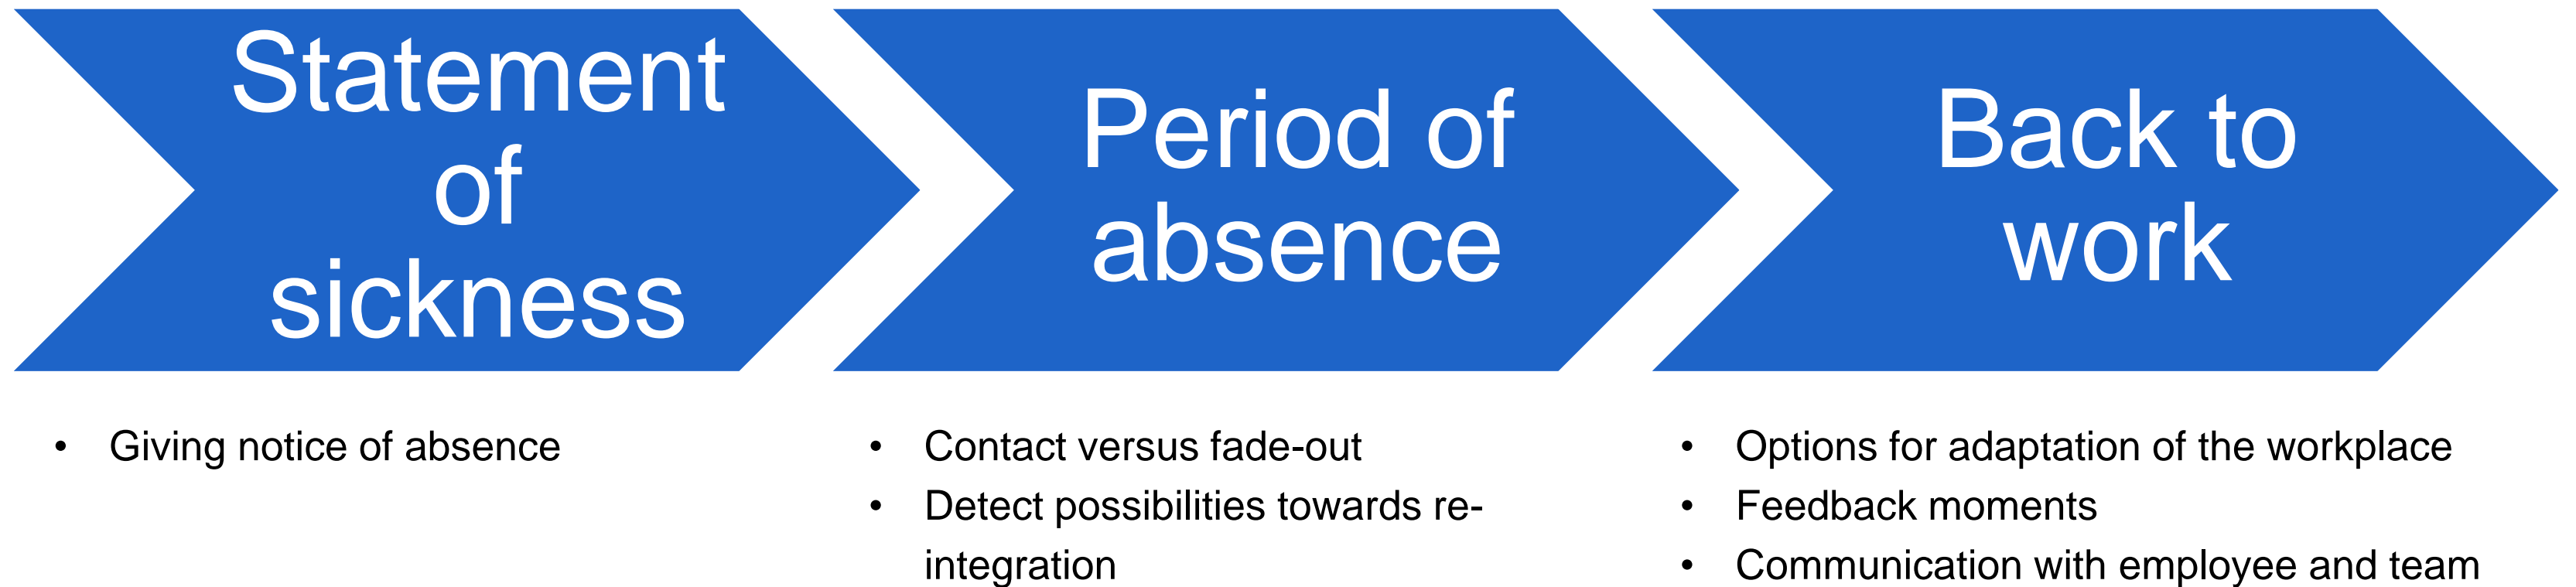 Statement
of
sickness
Period of
absence
Back to
work
• Giving notice of absence
• Contact versus fade-out
• Detect possibilities towards re-
integration
• Options for adaptation of the workplace
• Feedback moments
• Communication with employee and team